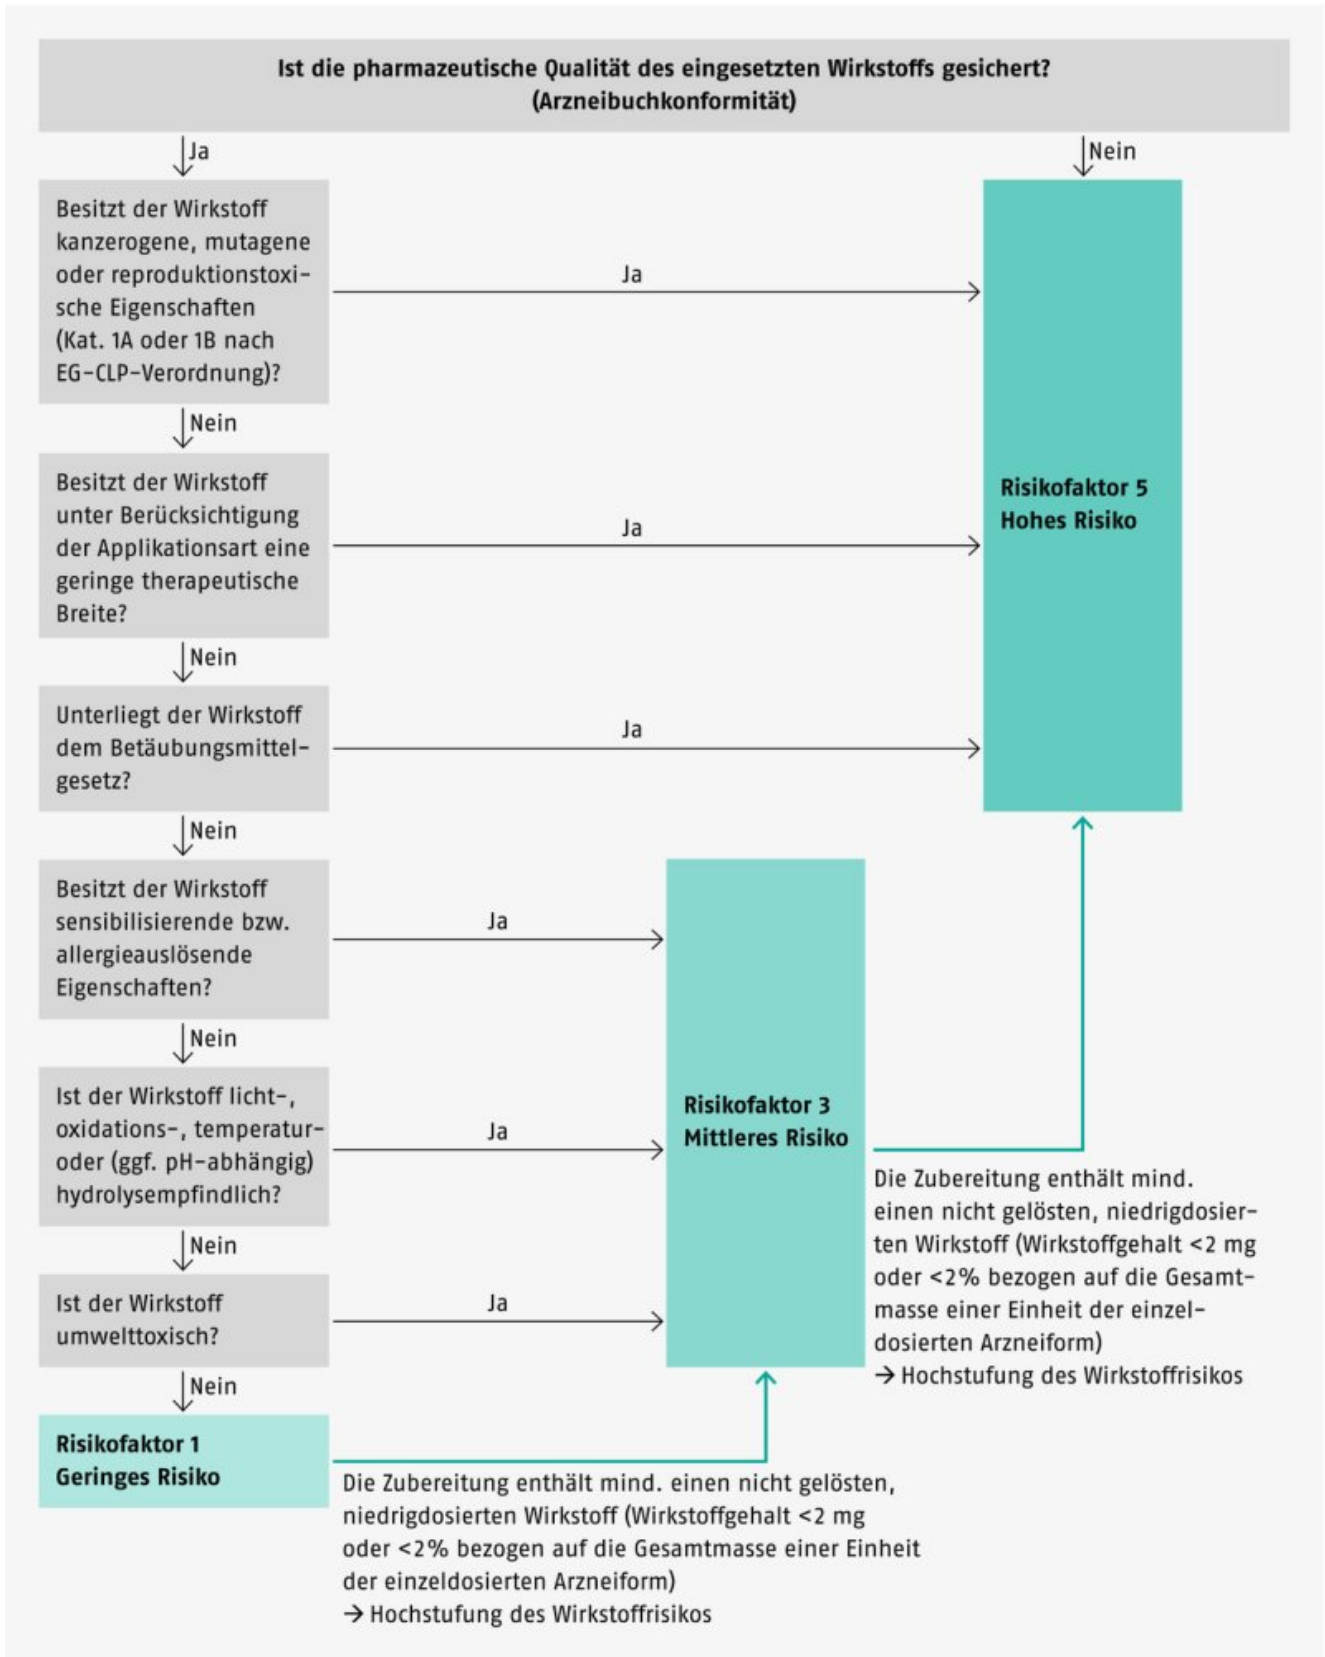 Ist die pharmazeutische Qualität des eingesetzten Wirkstoffs gesichert?
(Arzneibuchkonformität)
Ja
Nein
Besitzt der Wirkstoff
kanzerogene, mutagene
oder reproduktionstoxi-
sche Eigenschaften
(Kat. 1A oder 1B nach
EG-CLP-Verordnung)?
Ja
Nein
Besitzt der Wirkstoff
unter Berücksichtigung
der Applikationsart eine
geringe therapeutische
Breite?
Ja
Risikofaktor 5
Hohes Risiko
Nein
Unterliegt der Wirkstoff
dem Betäubungsmittel-
gesetz?
Ja
Nein
Besitzt der Wirkstoff
sensibilisierende bzw.
allergieauslösende
Eigenschaften?
Ja
Nein
Ist der Wirkstoff licht-,
oxidations-, temperatur-
oder (ggf. pH-abhängig)
hydrolysempfindlich?
Ja
Risikofaktor 3
Mittleres Risiko
Die Zubereitung enthält mind.
einen nicht gelösten, niedrigdosier-
ten Wirkstoff (Wirkstoffgehalt <2 mg
oder <2% bezogen auf die Gesamt-
masse einer Einheit der einzel-
dosierten Arzneiform)
→ Hochstufung des Wirkstoffrisikos
Nein
Ist der Wirkstoff
umwelttoxisch?
Ja
Nein
Risikofaktor 1
Geringes Risiko
Die Zubereitung enthält mind. einen nicht gelösten,
niedrigdosierten Wirkstoff (Wirkstoffgehalt <2 mg
oder <2% bezogen auf die Gesamtmasse einer Einheit
der einzeldosierten Arzneiform)
→ Hochstufung des Wirkstoffrisikos